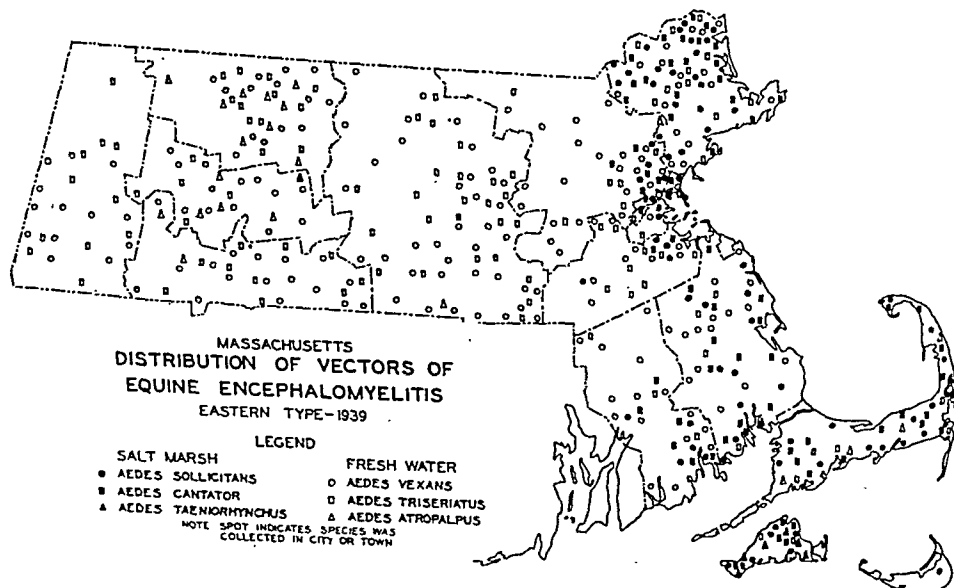 MASSACHUSETTS
DISTRIBUTION OF VECTORS OF
EQUINE ENCEPHALOMYELITIS
EASTERN TYPE-1939
LEGEND
SALT MARSH
● AEDES SOLLICITANS
■ AEDES CANTATOR
▲ AEDES TAENIORHYNCHUS
FRESH WATER
○ AEDES VEXANS
□ AEDES TRISERIATUS
△ AEDES ATROPALPUS
NOTE SPOT INDICATES SPECIES WAS
COLLECTED IN CITY OR TOWN